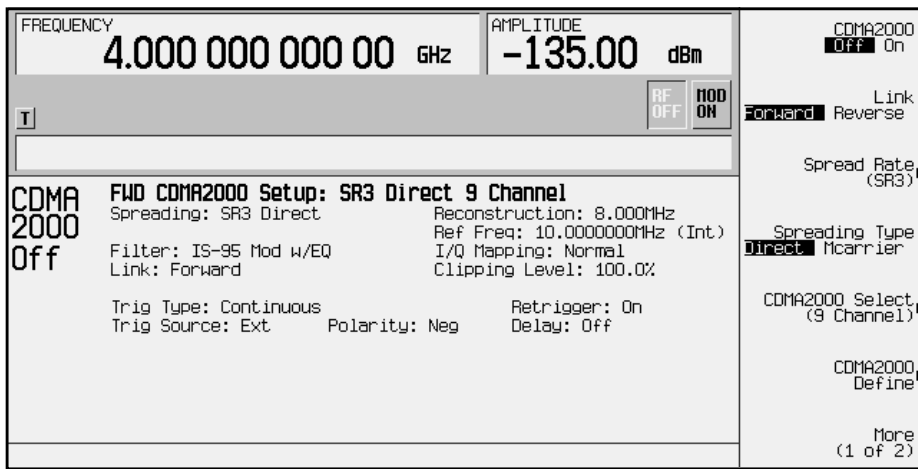 FREQUENCY
4.000 000 000 00 GHz
AMPLITUDE
-135.00 dBm
RF OFF
MOD ON
T
CDMA 2000 Off
FWD CDMA2000 Setup: SR3 Direct 9 Channel
Spreading: SR3 Direct
Reconstruction: 8.000MHz
Ref Freq: 10.0000000MHz (Int)
Filter: IS-95 Mod w/EQ
I/Q Mapping: Normal
Link: Forward
Clipping Level: 100.0%
Trig Type: Continuous
Retrigger: On
Trig Source: Ext
Polarity: Neg
Delay: Off
CDMA2000
Off On
Link
Forward Reverse
Spread Rate
(SR3)
Spreading Type
Direct Mcarrier
CDMA2000 Select
(9 Channel)
CDMA2000
Define
More
(1 of 2)